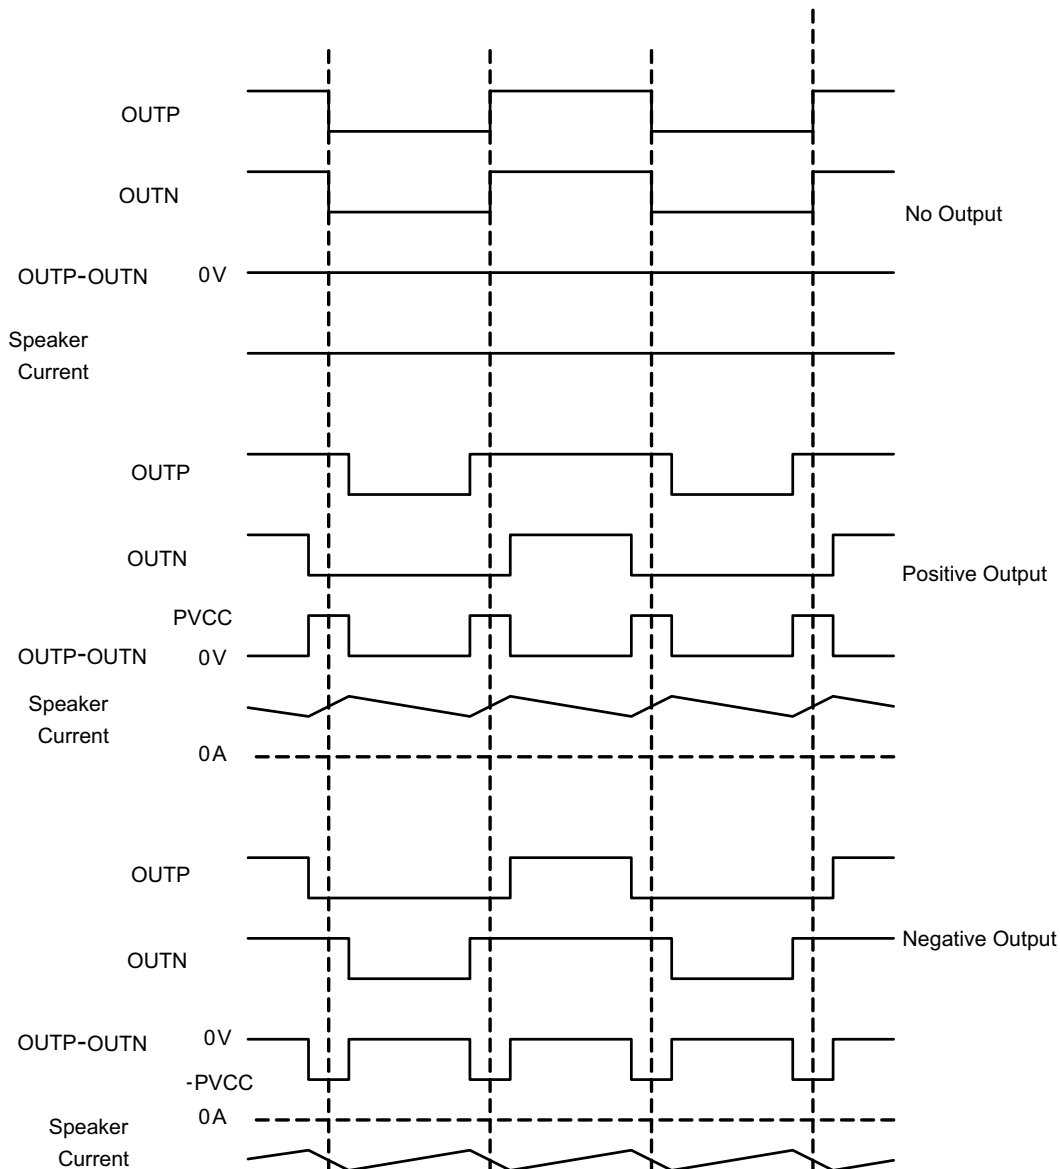 OUTP
OUTN
No Output
OUTP-OUTN 0V
Speaker
Current
OUTP
OUTN
Positive Output
PVCC
OUTP-OUTN 0V
Speaker
Current
0A
OUTP
Negative Output
OUTN
OUTP-OUTN 0V
-PVCC
0A
Speaker
Current